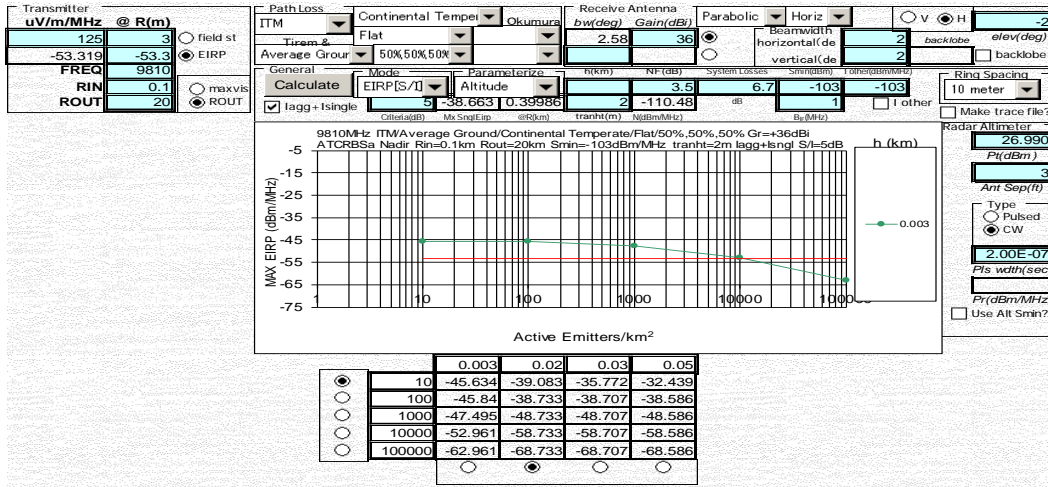 Transmitter
uV/m/MHz @ R(m)
125 3 field st
-53.319 -53.3 EIRP
FREQ 9810
RIN 0.1 maxvis
ROUT 20 ROUT
Path Loss
ITM Continental Temper Okumura
Tirem & Flat
Average Grour 50%,50%,50%
Receive Antenna
bw(deg) Gain(dBi) Parabolic Horiz V H -2
2.58 36 Beamwidth horizontal(de 2 backlobe elev(deg)
vertical(de 2 backlobe
General
Calculate Mode EIRP[S/I] Parameterize Altitude
h(km) NF(dB) System Losses Smin(dBm) I other(dBm/MHz)
3.5 6.7 -103 -103
Iagg+Isingle 5 -38.663 0.39986 2 -110.48 dB 1 I other
Criteria(dB) Mx SnglEirp @R(km) tranht(m) N(dBm/MHz)
Ring Spacing
10 meter
Make trace file?
Radar Altimeter
26.990
Pt(dBm)
3
Ant Sep(ft)
Type
Pulsed
CW
2.00E-07
Pls wdth(sec
Pr(dBm/MHz
Use Alt Smin?
9810MHz ITM/Average Ground/Continental Temperate/Flat/50%,50%,50% Gr=+36dBi
ATCRBSa Nadir Rin=0.1km Rout=20km Smin=-103dBm/MHz tranht=2m Iagg+Isngl S/I=5dB
h (km)
0.003
MAX EIRP (dBm/MHz)
-5
-15
-25
-35
-45
-55
-65
-75
1 10 100 1000 10000 100000
Active Emitters/km²
0.003 0.02 0.03 0.05
10 -45.634 -39.083 -35.772 -32.439
100 -45.84 -38.733 -38.707 -38.586
1000 -47.495 -48.733 -48.707 -48.586
10000 -52.961 -58.733 -58.707 -58.586
100000 -62.961 -68.733 -68.707 -68.586